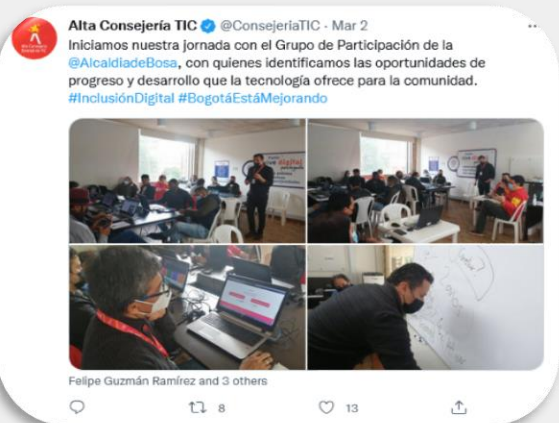 Alta Consejería TIC @ConsejeriaTIC · Mar 2
Iniciamos nuestra jornada con el Grupo de Participación de la
@AlcaldiadeBosa, con quienes identificamos las oportunidades de
progreso y desarrollo que la tecnología ofrece para la comunidad.
#InclusiónDigital #BogotáEstáMejorando
vive digital
Felipe Guzmán Ramírez and 3 others
8
13